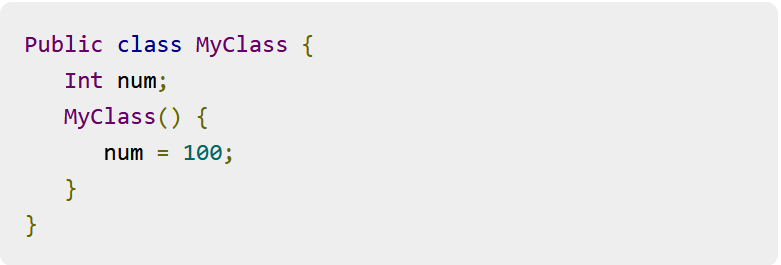 Public class MyClass {
   Int num;
   MyClass() {
      num = 100;
   }
}